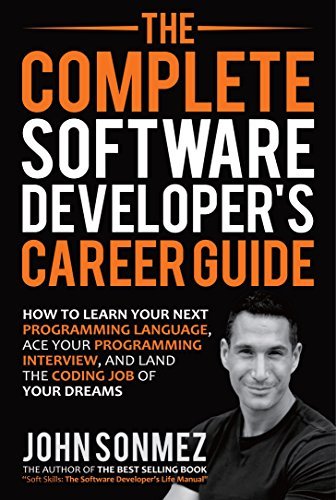 THE
COMPLETE
SOFTWARE
DEVELOPER'S
CAREER GUIDE
HOW TO LEARN YOUR NEXT
PROGRAMMING LANGUAGE,
ACE YOUR PROGRAMMING
INTERVIEW, AND LAND
THE CODING JOB OF
YOUR DREAMS
JOHN SONMEZ
THE AUTHOR OF THE BEST SELLING BOOK
"Soft Skills: The Software Developer's Life Manual"